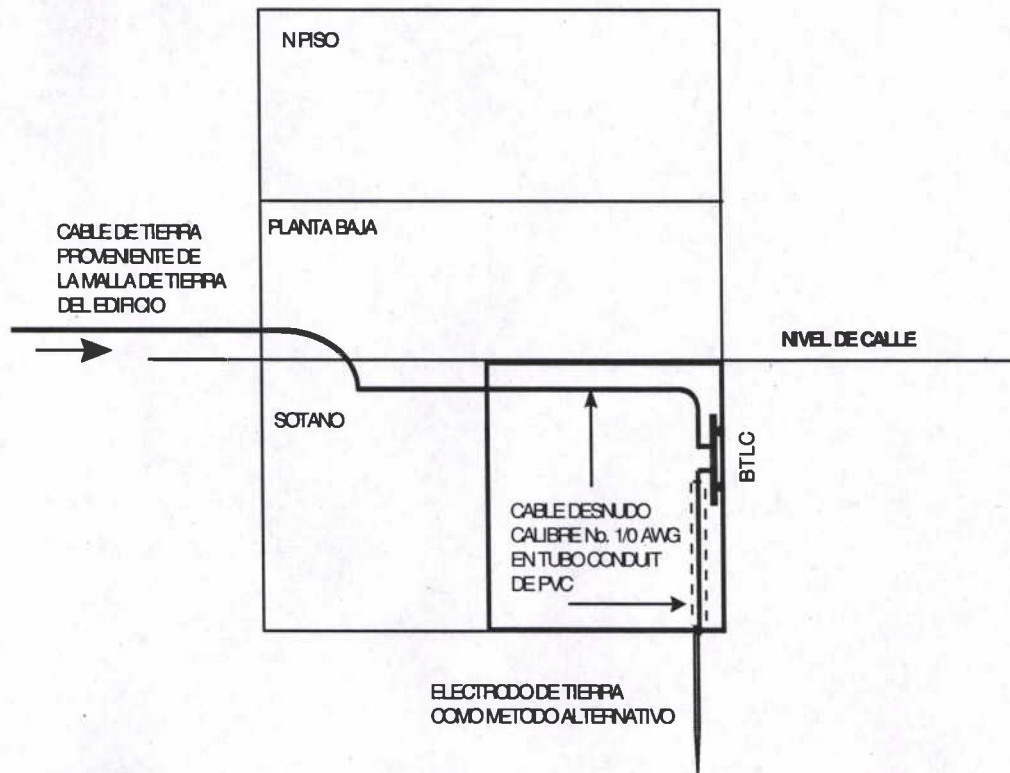 N PISO
PLANTA BAJA
CABLE DE TIERRA
PROVENIENTE DE
LA MALLA DE TIERRA
DEL EDIFICIO
NIVEL DE CALLE
SOTANO
BTLC
CABLE DESNUDO
CALIBRE No. 1/0 AWG
EN TUBO CONDUIT
DE PVC
ELECTRODO DE TIERRA
COMO METODO ALTERNATIVO